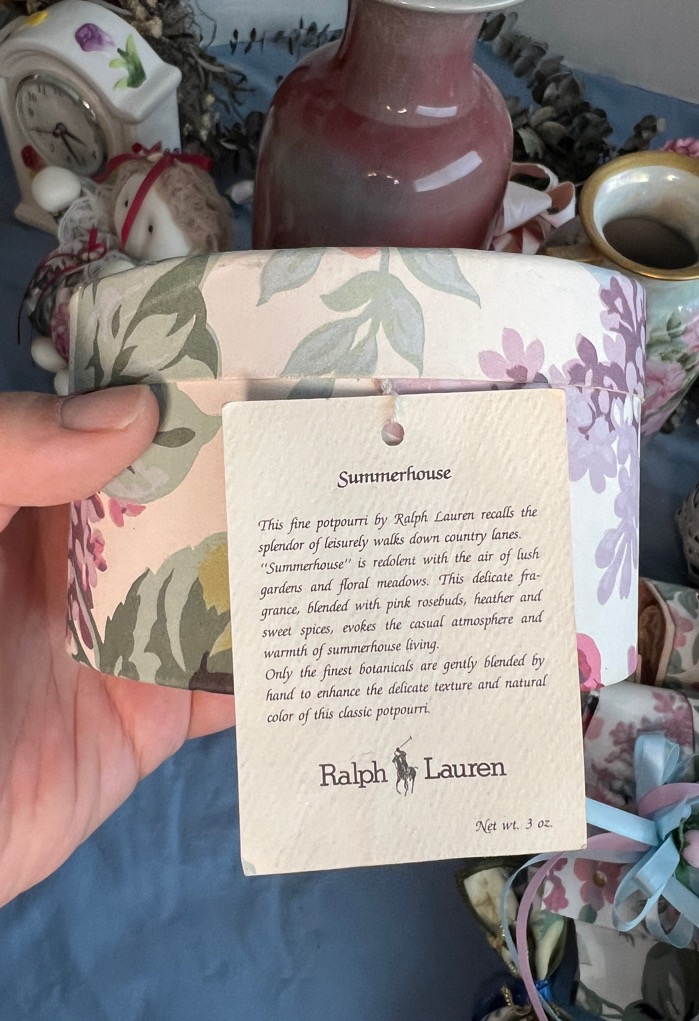 Summerhouse
This fine potpourri by Ralph Lauren recalls the
splendor of leisurely walks down country lanes.
"Summerhouse" is redolent with the air of lush
gardens and floral meadows. This delicate fra-
grance, blended with pink rosebuds, heather and
sweet spices, evokes the casual atmosphere and
warmth of summerhouse living.
Only the finest botanicals are gently blended by
hand to enhance the delicate texture and natural
color of this classic potpourri.
Ralph Lauren
Net wt. 3 oz.